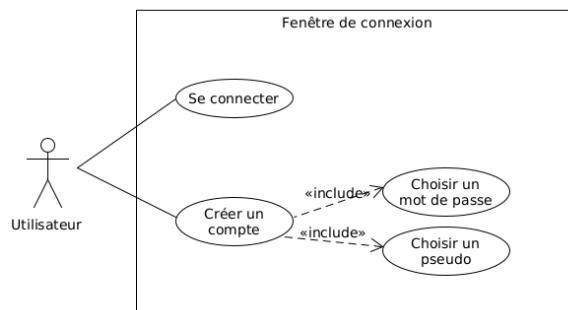 Fenêtre de connexion
Se connecter
Utilisateur
Créer un
compte
«include»
«include»
Choisir un
mot de passe
Choisir un
pseudo